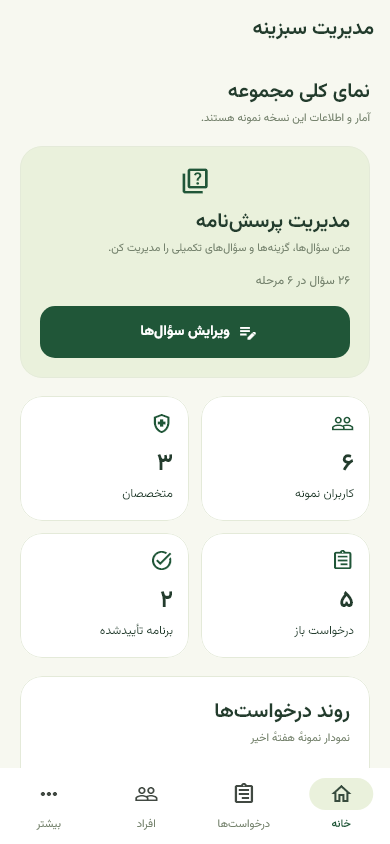 مدیریت سبزینه
نمای کلی مجموعه
آمار و اطلاعات این نسخه نمونه هستند.
مدیریت پرسش‌نامه
متن سؤال‌ها، گزینه‌ها و سؤال‌های تکمیلی را مدیریت کن.
۲۶ سؤال در ۶ مرحله
ویرایش سؤال‌ها
۶
کاربران نمونه
۳
متخصصان
۵
درخواست باز
۲
برنامه تأییدشده
روند درخواست‌ها
نمودار نمونهٔ هفتهٔ اخیر
خانه
درخواست‌ها
افراد
بیشتر